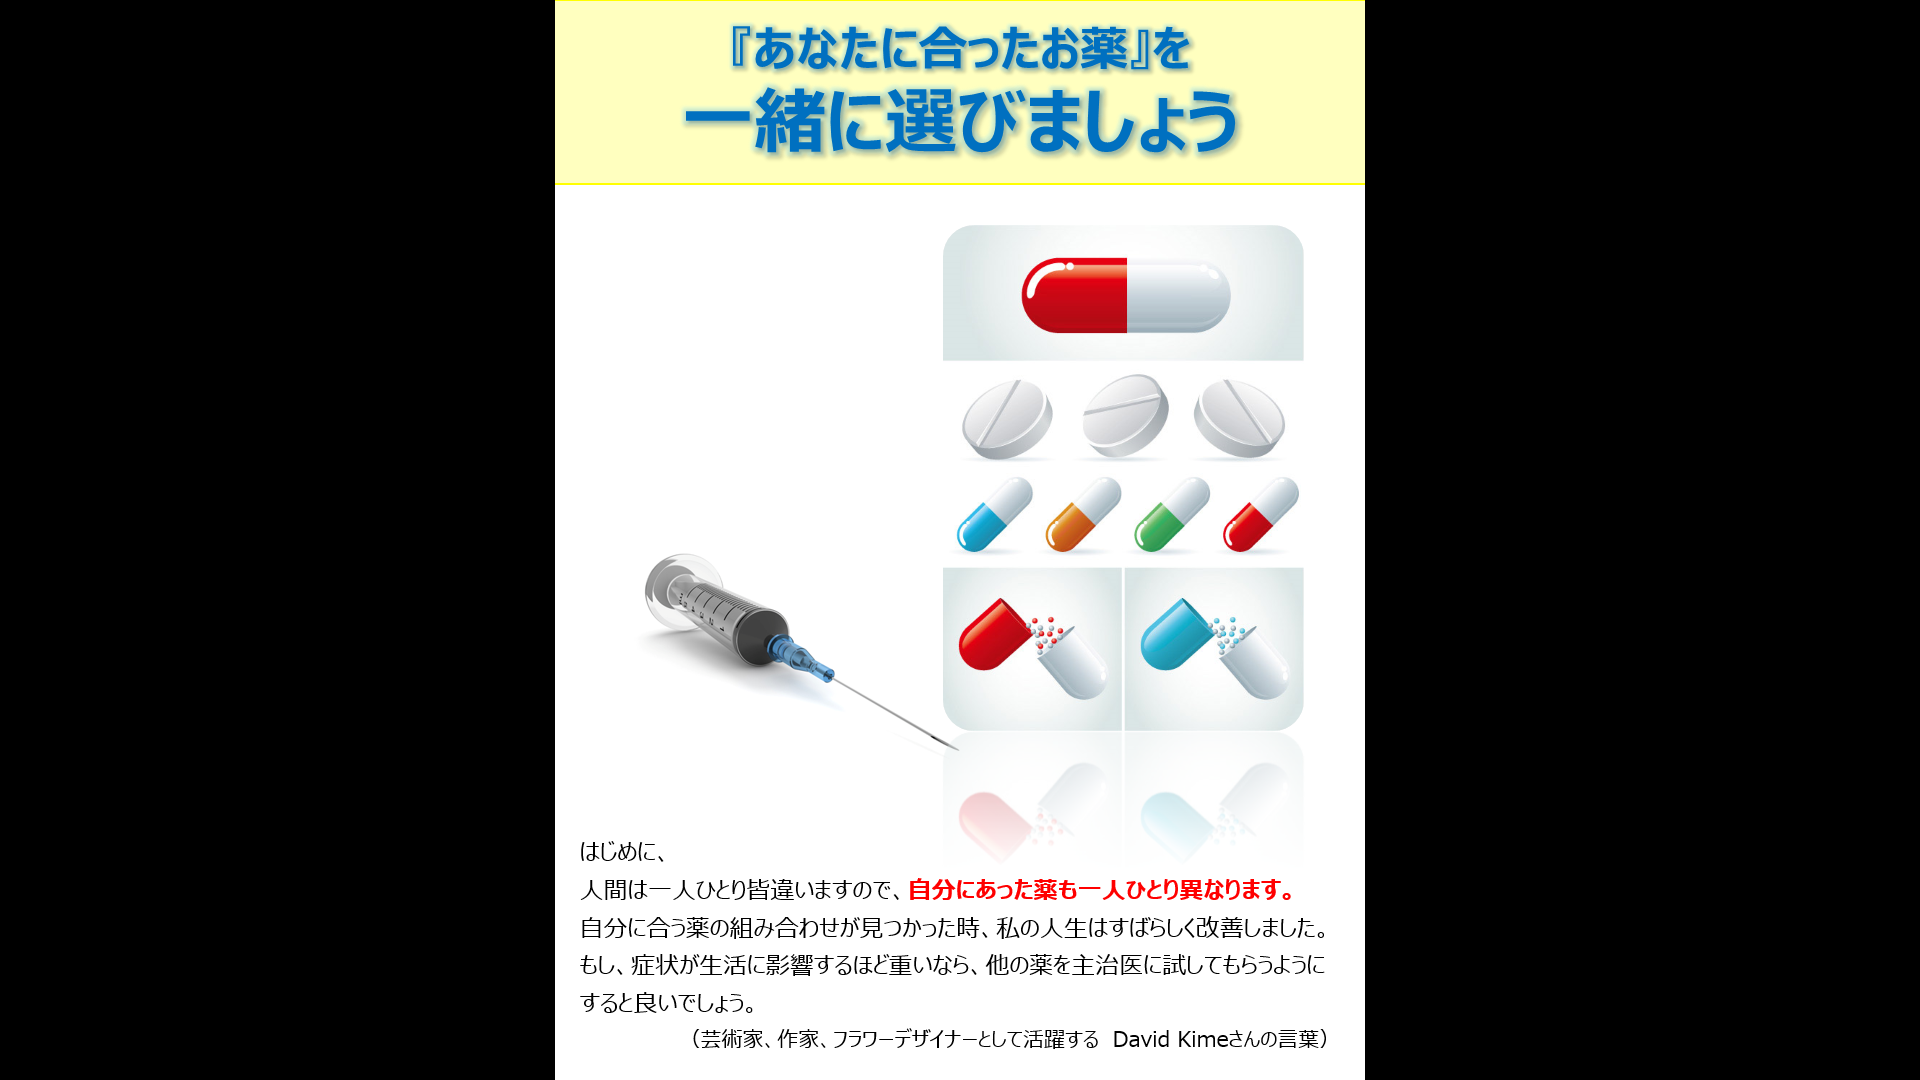 『あなたに合ったお薬』を
一緒に選びましょう
はじめに、
人間は一人ひとり皆違いますので、自分にあった薬も一人ひとり異なります。
自分に合う薬の組み合わせが見つかった時、私の人生はすばらしく改善しました。
もし、症状が生活に影響するほど重いなら、他の薬を主治医に試してもらうように
すると良いでしょう。
（芸術家、作家、フラワーデザイナーとして活躍する David Kimeさんの言葉）